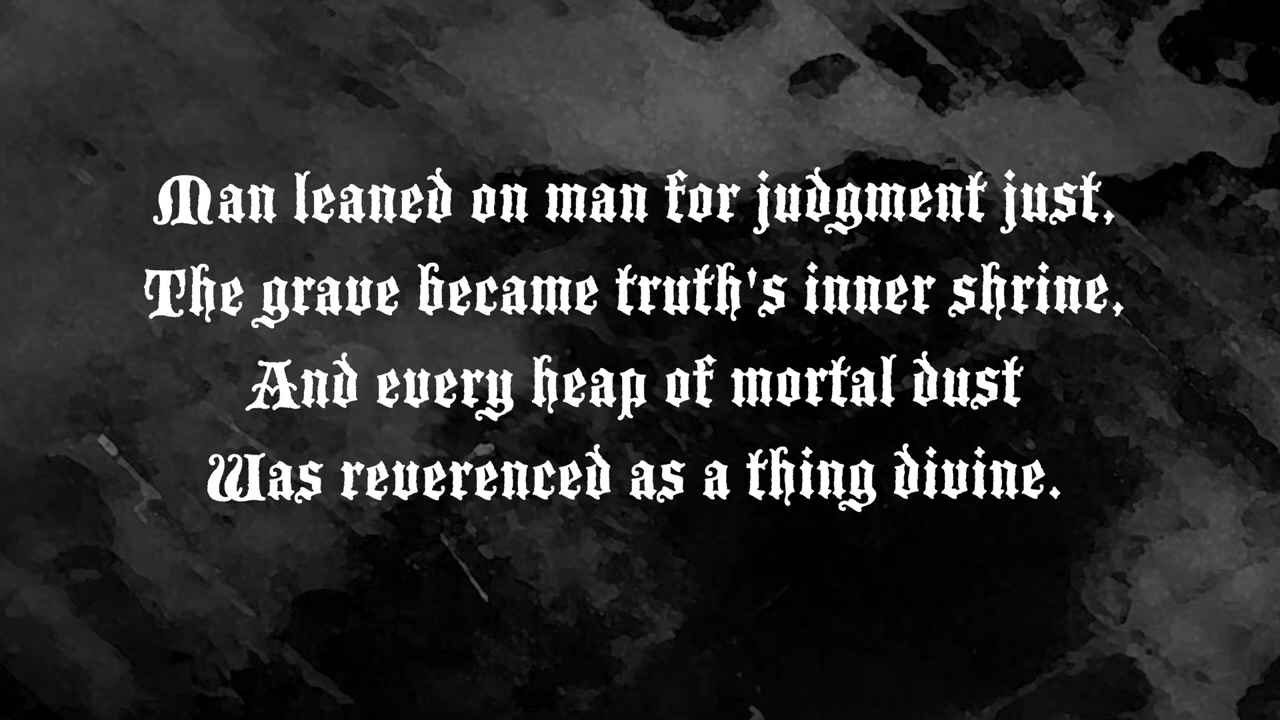 Man leaned on man for judgment just,
The grave became truth's inner shrine,
And every heap of mortal dust
Was reverenced as a thing divine.